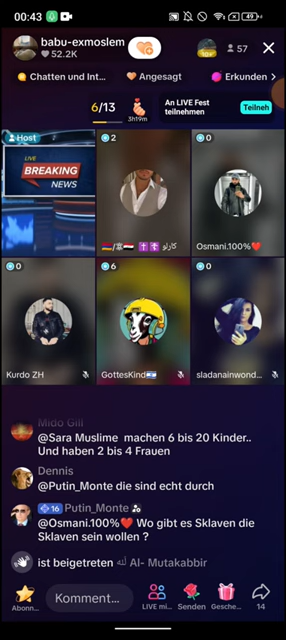 00:43
49
babu-exmoslem
52.2K
10+
57
Chatten und Int...
Angesagt
Erkunden
6/13
3h19m
An LIVE Fest teilnehmen
Teilneh
Host
LIVE
BREAKING
NEWS
2
0
كارلو
Osmani.100%❤️
0
6
0
Kurdo ZH
GottesKind🇮🇱
sladanainwond...
Mido Gill
@Sara Muslime machen 6 bis 20 Kinder..
Und haben 2 bis 4 Frauen
Dennis
@Putin_Monte die sind echt durch
16 Putin_Monte
@Osmani.100%❤️ Wo gibt es Sklaven die
Sklaven sein wollen ?
ist beigetreten
Al- Mutakabbir
Abonn...
Komment...
LIVE mi...
Senden
Gesche...
14